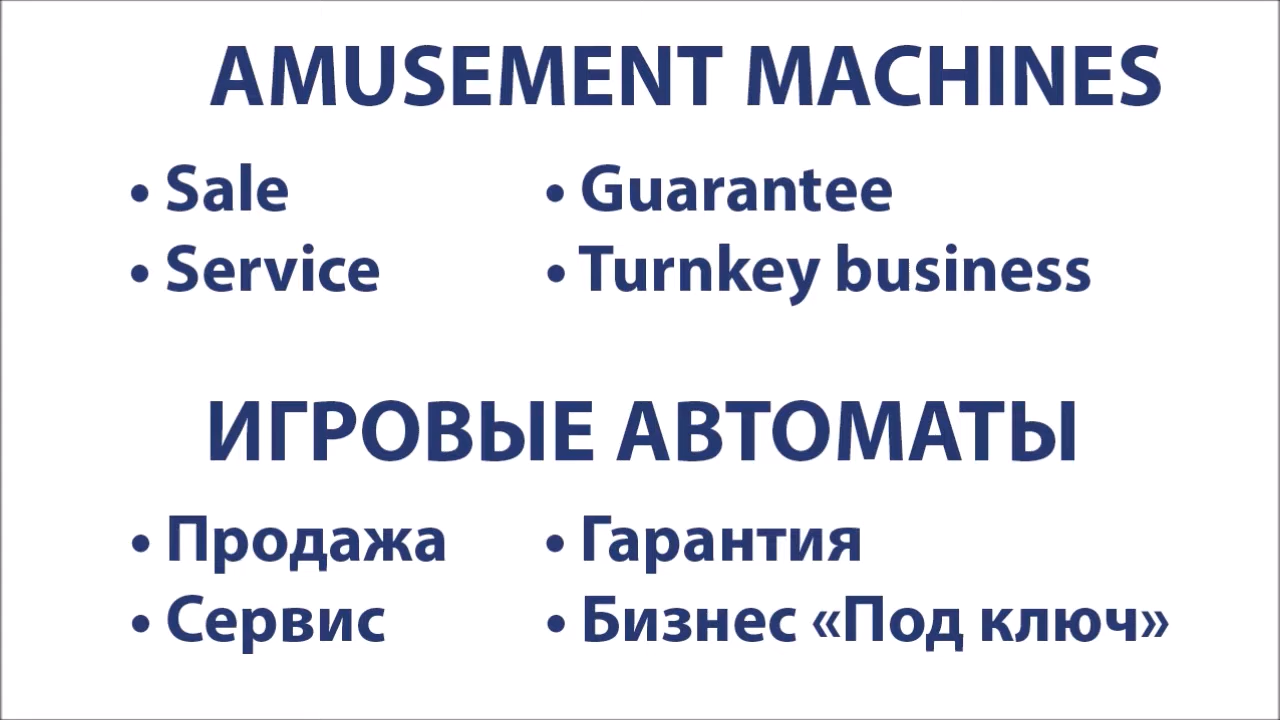 AMUSEMENT MACHINES
• Sale • Guarantee
• Service • Turnkey business
ИГРОВЫЕ АВТОМАТЫ
• Продажа • Гарантия
• Сервис • Бизнес «Под ключ»